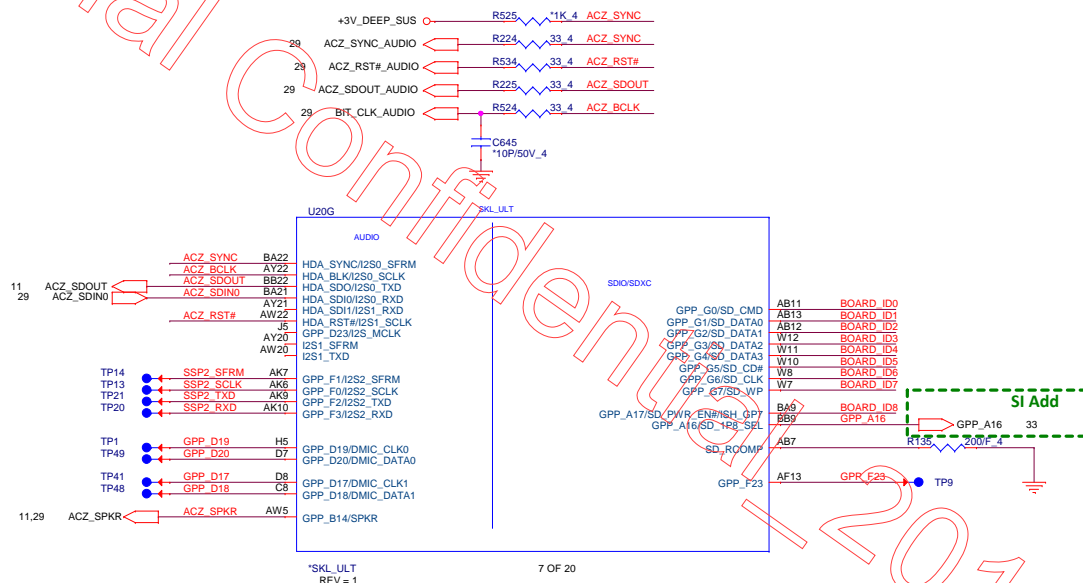 +3V_DEEP_SUS R525 *1K_4 ACZ_SYNC
29 ACZ_SYNC_AUDIO R224 33_4 ACZ_SYNC
29 ACZ_RST#_AUDIO R534 33_4 ACZ_RST#
29 ACZ_SDOUT_AUDIO R225 33_4 ACZ_SDOUT
29 BIT_CLK_AUDIO R524 33_4 ACZ_BCLK
C645
*10P/50V_4
U20G SKL_ULT
AUDIO
SDIO/SDXC
ACZ_SYNC BA22 HDA_SYNC/I2S0_SFRM
ACZ_BCLK AY22 HDA_BLK/I2S0_SCLK
11 ACZ_SDOUT ACZ_SDOUT BB22 HDA_SDO/I2S0_TXD
29 ACZ_SDIN0 ACZ_SDIN0 BA21 HDA_SDI0/I2S0_RXD
AY21 HDA_SDI1/I2S1_RXD
ACZ_RST# AW22 HDA_RST#/I2S1_SCLK
J5 GPP_D23/I2S_MCLK
AY20 I2S1_SFRM
AW20 I2S1_TXD
TP14 SSP2_SFRM AK7 GPP_F1/I2S2_SFRM
TP13 SSP2_SCLK AK6 GPP_F0/I2S2_SCLK
TP21 SSP2_TXD AK9 GPP_F2/I2S2_TXD
TP20 SSP2_RXD AK10 GPP_F3/I2S2_RXD
TP1 GPP_D19 H5 GPP_D19/DMIC_CLK0
TP49 GPP_D20 D7 GPP_D20/DMIC_DATA0
TP41 GPP_D17 D8 GPP_D17/DMIC_CLK1
TP48 GPP_D18 C8 GPP_D18/DMIC_DATA1
11,29 ACZ_SPKR ACZ_SPKR AW5 GPP_B14/SPKR
GPP_G0/SD_CMD AB11 BOARD_ID0
GPP_G1/SD_DATA0 AB13 BOARD_ID1
GPP_G2/SD_DATA1 AB12 BOARD_ID2
GPP_G3/SD_DATA2 W12 BOARD_ID3
GPP_G4/SD_DATA3 W11 BOARD_ID4
GPP_G5/SD_CD# W10 BOARD_ID5
GPP_G6/SD_CLK W8 BOARD_ID6
GPP_G7/SD_WP W7 BOARD_ID7
SI Add
GPP_A17/SD_PWR_EN#/ISH_GP7 BA9 BOARD_ID8
GPP_A16/SD_1P8_SEL BB9 GPP_A16 GPP_A16 33
SD_RCOMP AB7 R135 200/F_4
GPP_F23 AF13 GPP_F23 TP9
*SKL_ULT 7 OF 20
REV = 1
Confidential